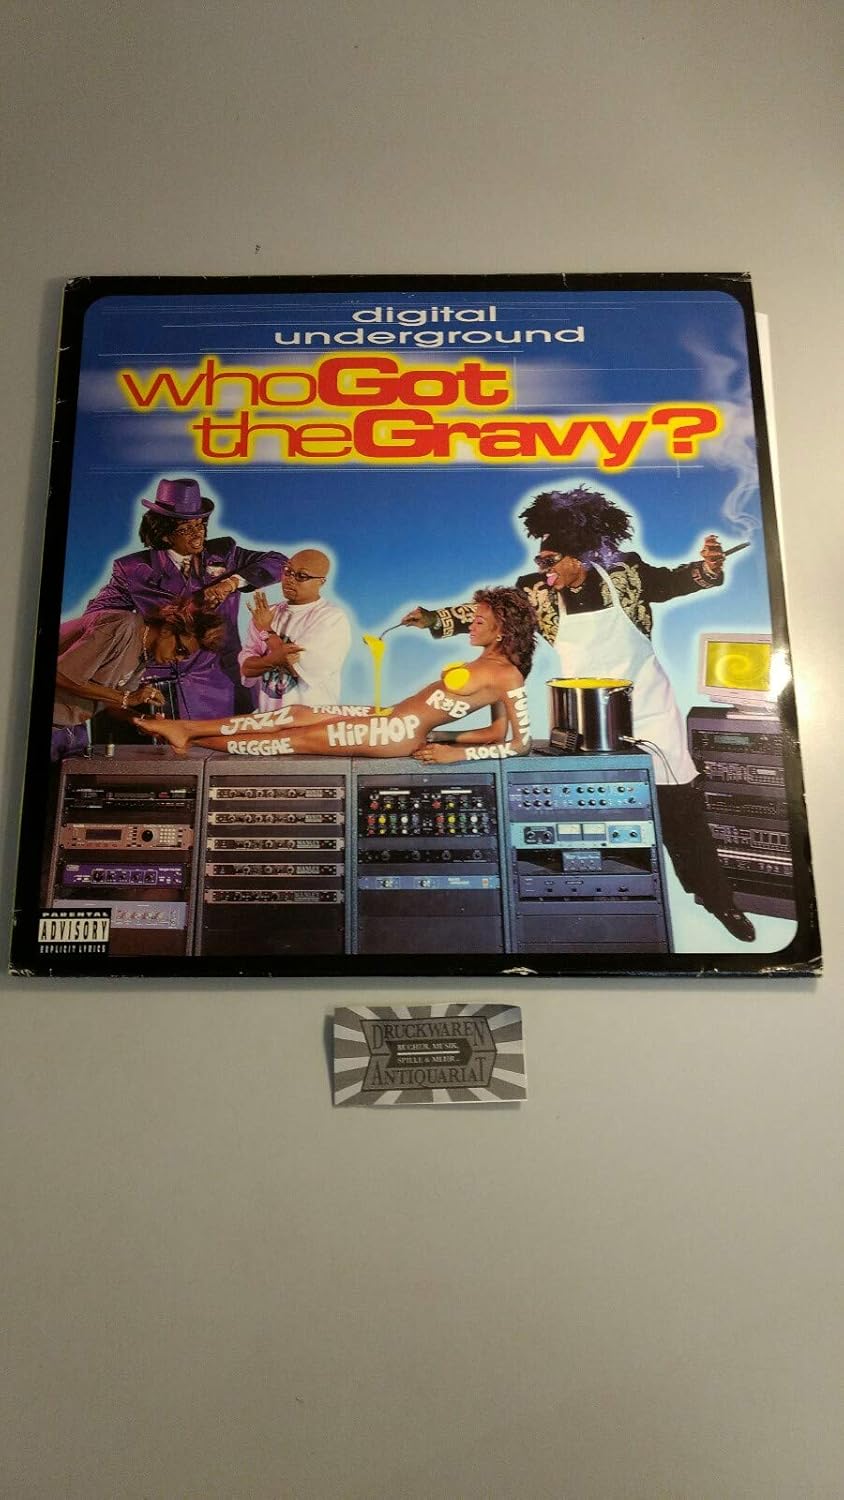 digital
underground
whoGot
theGravy?
JAZZ
TRANCE
R&B
FUNK
REGGAE
HIPHOP
ROCK
PARENTAL
ADVISORY
EXPLICIT LYRICS
DRUCKWAREN
BÜCHER, MUSIK,
SPIELE & MEHR...
ANTIQUARIAT